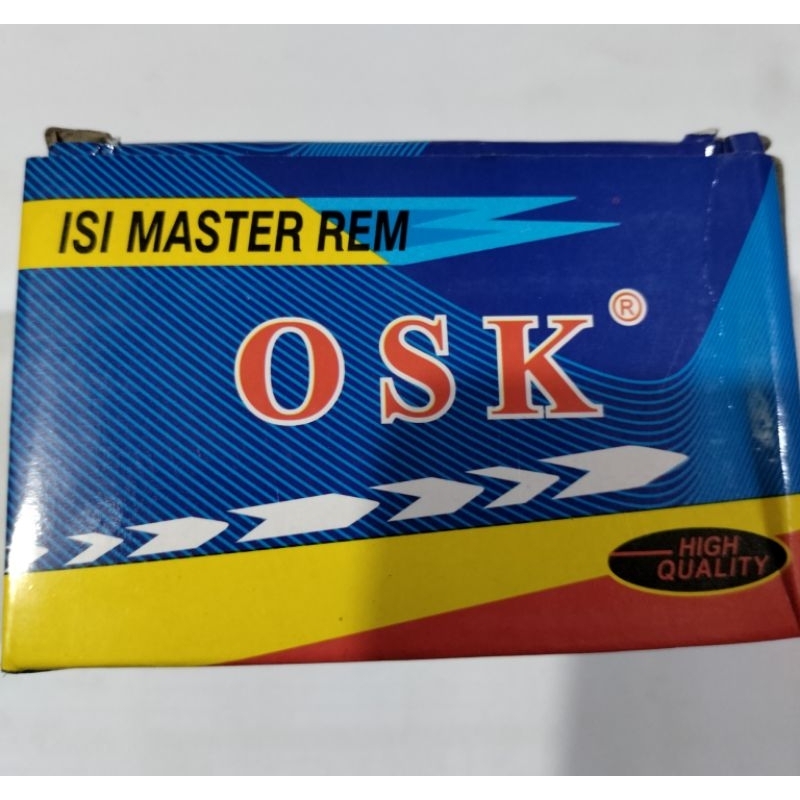 ISI MASTER REM
OSK®
HIGH
QUALITY